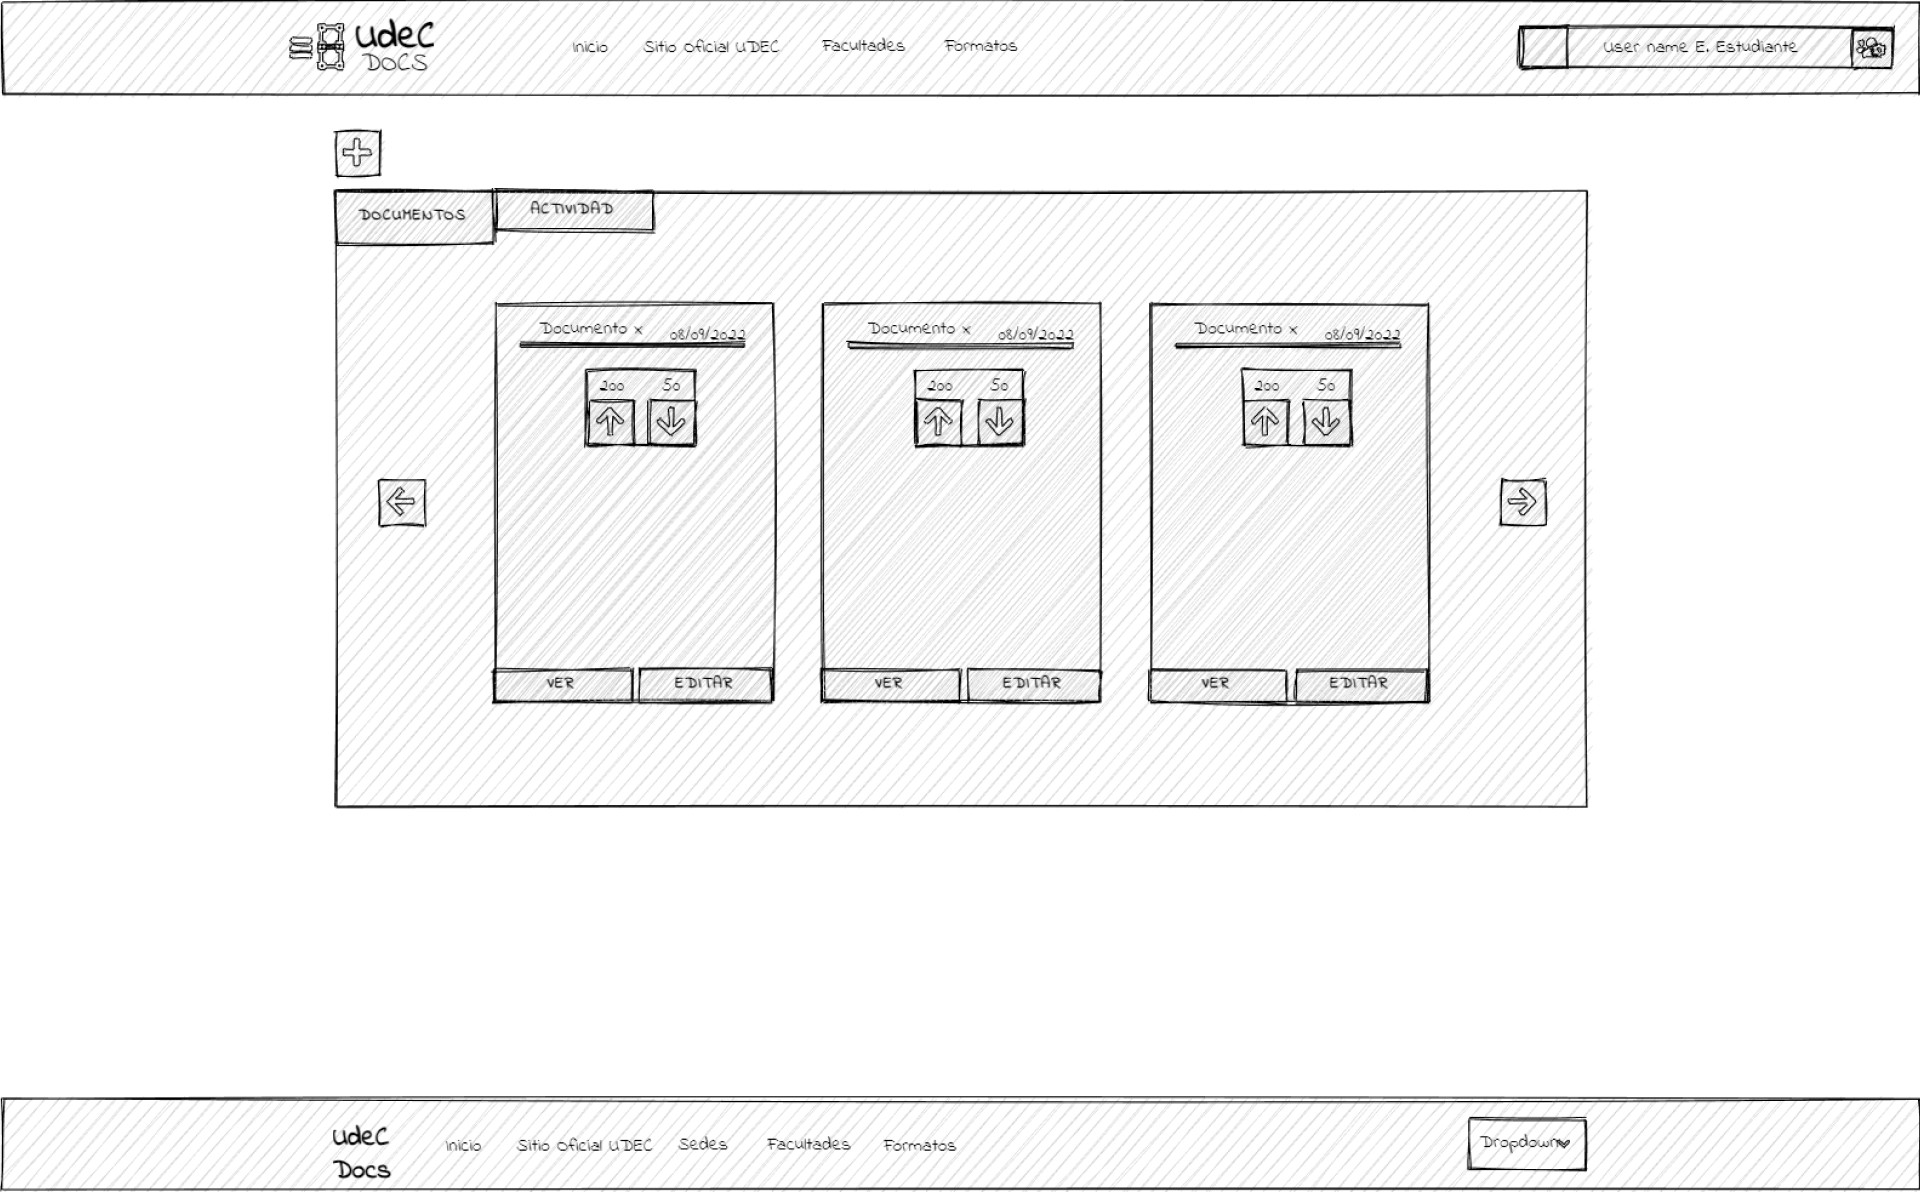 UdeC
DOCS
Inicio
Sitio Oficial UDEC
Facultades
Formatos
User name E. Estudiante
DOCUMENTOS
ACTIVIDAD
Documento x
08/09/2022
200
50
VER
EDITAR
Documento x
08/09/2022
200
50
VER
EDITAR
Documento x
08/09/2022
200
50
VER
EDITAR
UdeC
Docs
Inicio
Sitio Oficial UDEC
Sedes
Facultades
Formatos
Dropdown